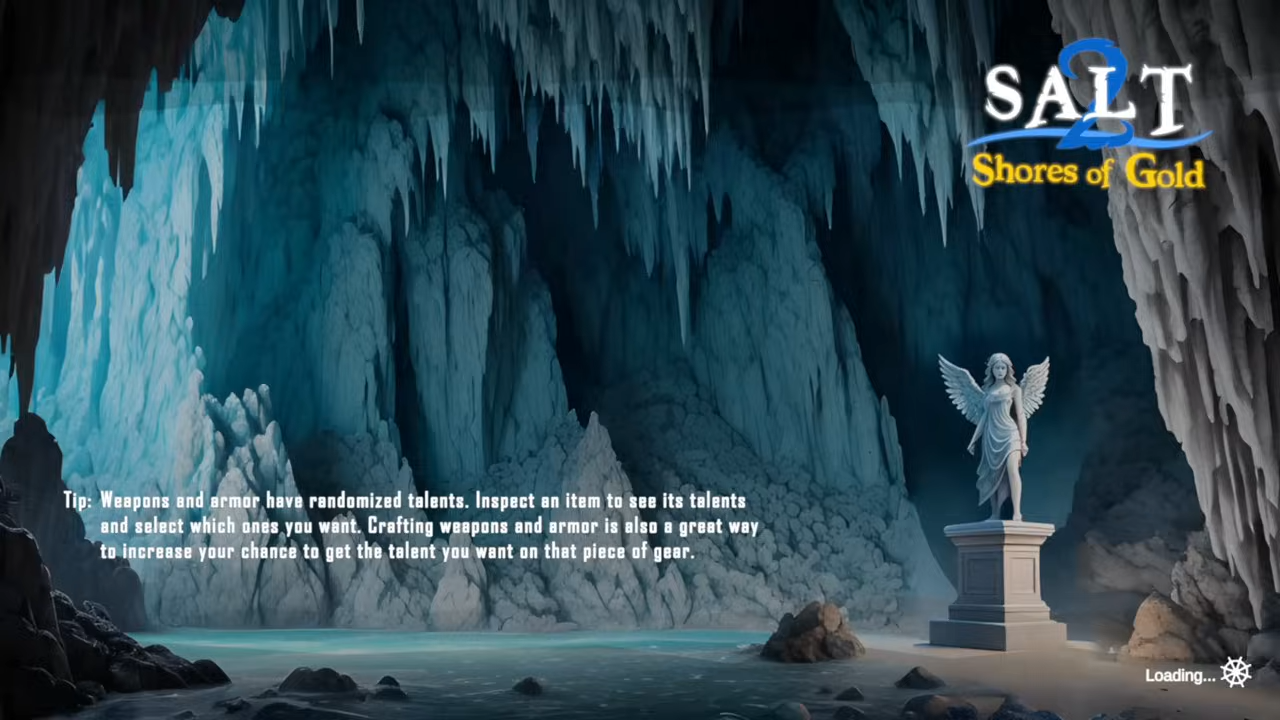 SALT
2
Shores of Gold
Tip: Weapons and armor have randomized talents. Inspect an item to see its talents
and select which ones you want. Crafting weapons and armor is also a great way
to increase your chance to get the talent you want on that piece of gear.
Loading...